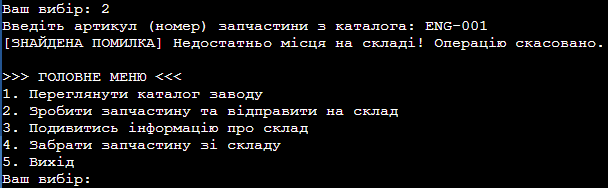 Ваш вибір: 2
Введіть артикул (номер) запчастини з каталога: ENG-001
[ЗНАЙДЕНА ПОМИЛКА] Недостатньо місця на складі! Операцію скасовано.
>>> ГОЛОВНЕ МЕНЮ <<<
1. Переглянути каталог заводу
2. Зробити запчастину та відправити на склад
3. Подивитись інформацію про склад
4. Забрати запчастину зі складу
5. Вихід
Ваш вибір: